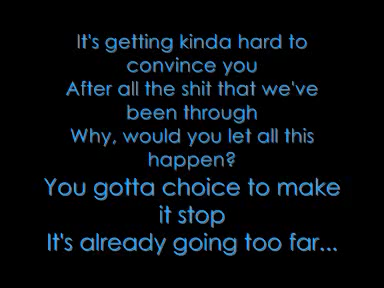 It's getting kinda hard to
convince you
After all the shit that we've
been through
Why, would you let all this
happen?
You gotta choice to make
it stop
It's already going too far...